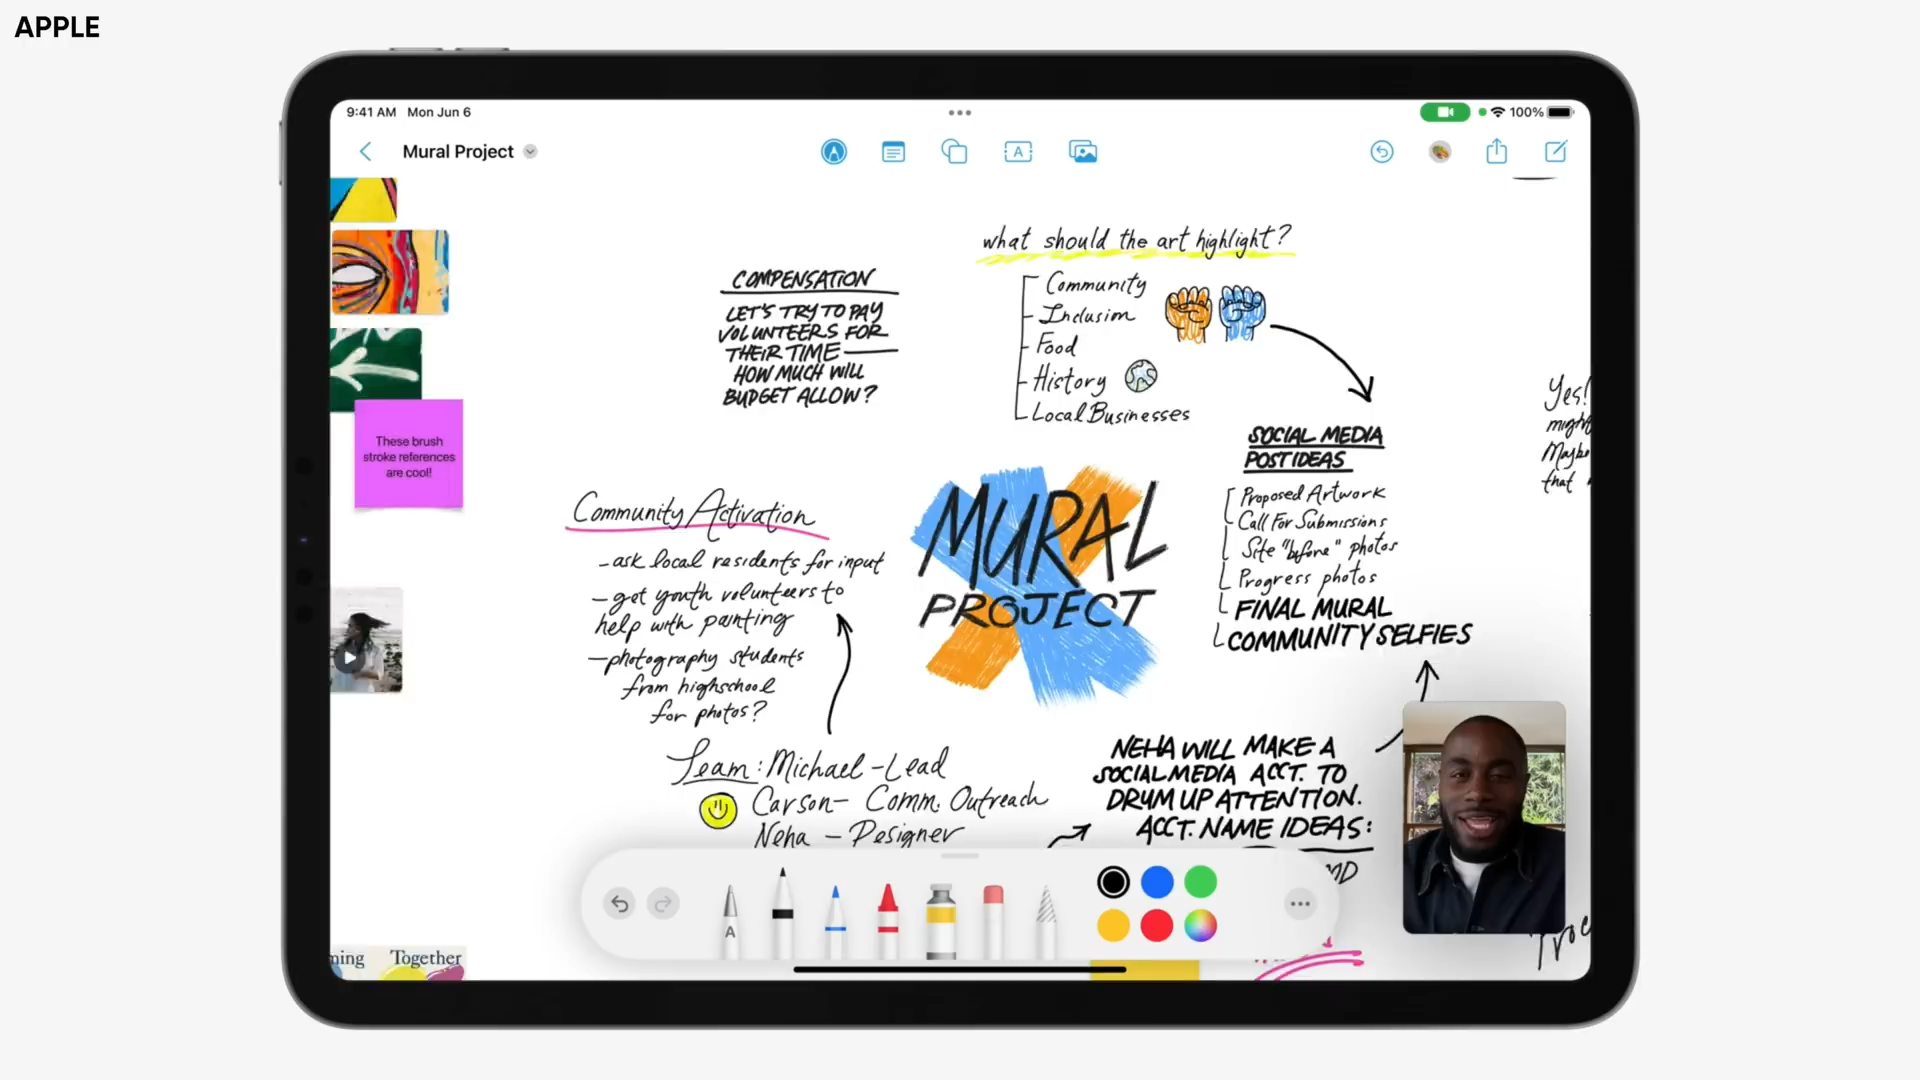 APPLE
9:41 AM Mon Jun 6
100%
Mural Project
A
what should the art highlight?
Community
Inclusion
Food
History
Local Businesses
COMPENSATION
LET'S TRY TO PAY
VOLUNTEERS FOR
THEIR TIME —
HOW MUCH WILL
BUDGET ALLOW?
These brush
stroke references
are cool!
Community Activation
- ask local residents for input
- get youth volunteers to
help with painting
- photography students
from highschool
for photos?
MURAL
PROJECT
SOCIAL MEDIA
POST IDEAS
Proposed Artwork
Call For Submissions
Site "before" photos
Progress photos
FINAL MURAL
COMMUNITY SELFIES
Yes!
might
Maybe
that
Team: Michael - Lead
Carson - Comm. Outreach
Neha - Designer
NEHA WILL MAKE A
SOCIAL MEDIA ACCT. TO
DRUM UP ATTENTION.
ACCT. NAME IDEAS:
A
Together